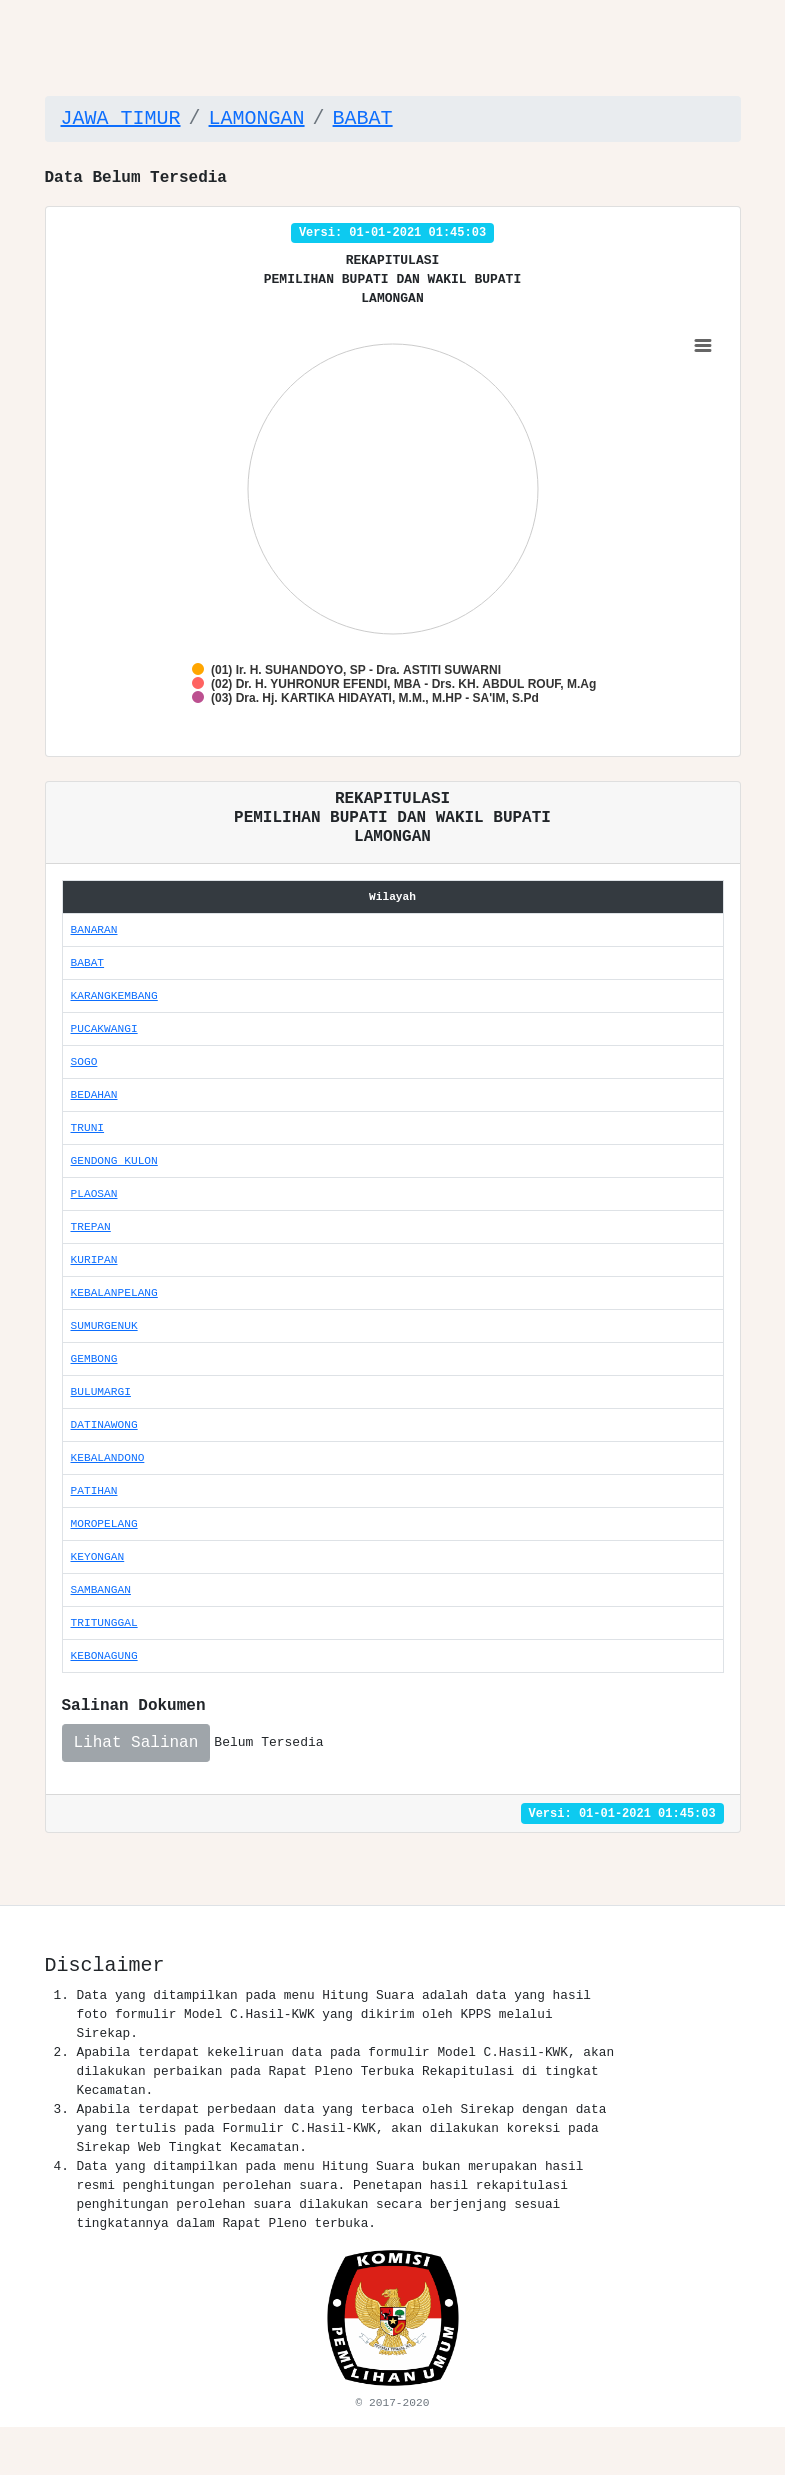 JAWA TIMUR / LAMONGAN / BABAT
Data Belum Tersedia
Versi: 01-01-2021 01:45:03
REKAPITULASI
PEMILIHAN BUPATI DAN WAKIL BUPATI
LAMONGAN
(01) Ir. H. SUHANDOYO, SP - Dra. ASTITI SUWARNI
(02) Dr. H. YUHRONUR EFENDI, MBA - Drs. KH. ABDUL ROUF, M.Ag
(03) Dra. Hj. KARTIKA HIDAYATI, M.M., M.HP - SA'IM, S.Pd
REKAPITULASI
PEMILIHAN BUPATI DAN WAKIL BUPATI
LAMONGAN
Wilayah
BANARAN
BABAT
KARANGKEMBANG
PUCAKWANGI
SOGO
BEDAHAN
TRUNI
GENDONG KULON
PLAOSAN
TREPAN
KURIPAN
KEBALANPELANG
SUMURGENUK
GEMBONG
BULUMARGI
DATINAWONG
KEBALANDONO
PATIHAN
MOROPELANG
KEYONGAN
SAMBANGAN
TRITUNGGAL
KEBONAGUNG
Salinan Dokumen
Lihat Salinan Belum Tersedia
Versi: 01-01-2021 01:45:03
Disclaimer
1. Data yang ditampilkan pada menu Hitung Suara adalah data yang hasil
foto formulir Model C.Hasil-KWK yang dikirim oleh KPPS melalui
Sirekap.
2. Apabila terdapat kekeliruan data pada formulir Model C.Hasil-KWK, akan
dilakukan perbaikan pada Rapat Pleno Terbuka Rekapitulasi di tingkat
Kecamatan.
3. Apabila terdapat perbedaan data yang terbaca oleh Sirekap dengan data
yang tertulis pada Formulir C.Hasil-KWK, akan dilakukan koreksi pada
Sirekap Web Tingkat Kecamatan.
4. Data yang ditampilkan pada menu Hitung Suara bukan merupakan hasil
resmi penghitungan perolehan suara. Penetapan hasil rekapitulasi
penghitungan perolehan suara dilakukan secara berjenjang sesuai
tingkatannya dalam Rapat Pleno terbuka.
KOMISI
PEMILIHAN UMUM
© 2017-2020